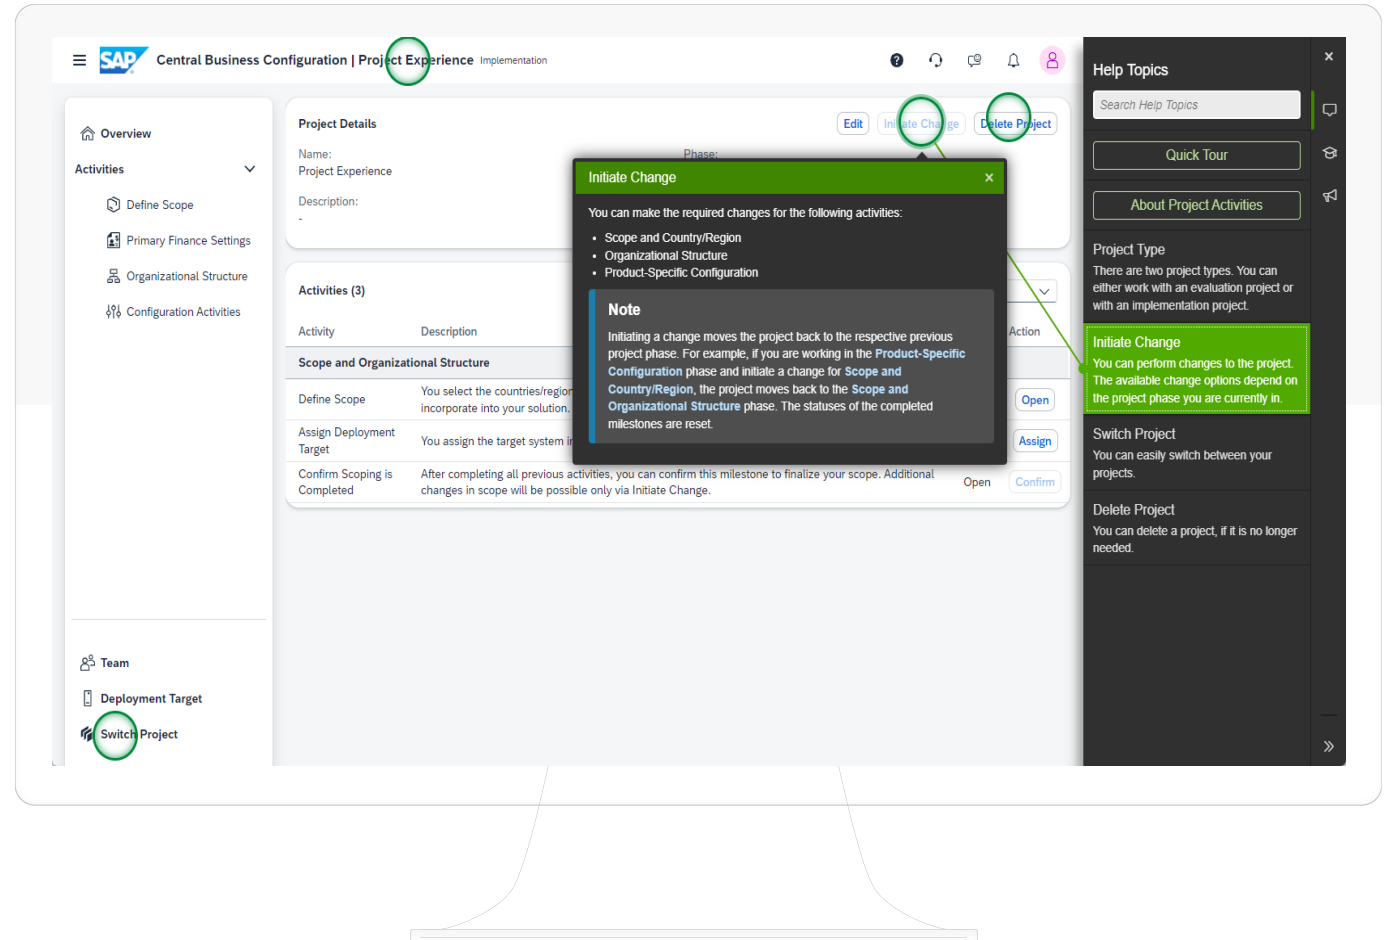 SAP Central Business Configuration | Project Experience Implementation
Overview
Activities
Define Scope
Primary Finance Settings
Organizational Structure
Configuration Activities
Team
Deployment Target
Switch Project
Project Details
Edit
Initiate Change
Delete Project
Name:
Project Experience
Phase:
Description:
-
Activities (3)
Activity Description Action
Scope and Organizational Structure
Define Scope
You select the countries/region
incorporate into your solution.
Open
Assign Deployment
Target
You assign the target system
Assign
Confirm Scoping is
Completed
After completing all previous activities, you can confirm this milestone to finalize your scope. Additional
changes in scope will be possible only via Initiate Change.
Open
Confirm
Initiate Change
You can make the required changes for the following activities:
• Scope and Country/Region
• Organizational Structure
• Product-Specific Configuration
Note
Initiating a change moves the project back to the respective previous
project phase. For example, if you are working in the Product-Specific
Configuration phase and initiate a change for Scope and
Country/Region, the project moves back to the Scope and
Organizational Structure phase. The statuses of the completed
milestones are reset.
Help Topics
Search Help Topics
Quick Tour
About Project Activities
Project Type
There are two project types. You can
either work with an evaluation project or
with an implementation project.
Initiate Change
You can perform changes to the project.
The available change options depend on
the project phase you are currently in.
Switch Project
You can easily switch between your
projects.
Delete Project
You can delete a project, if it is no longer
needed.